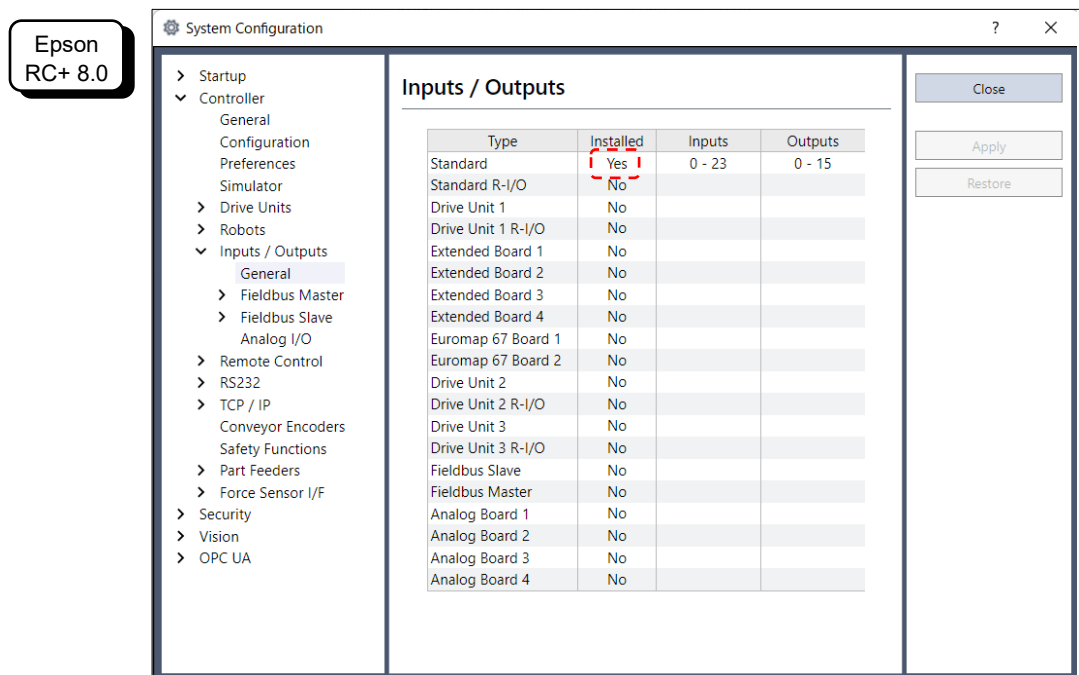 Epson
RC+ 8.0
System Configuration
?
Startup
Controller
General
Configuration
Preferences
Simulator
Drive Units
Robots
Inputs / Outputs
General
Fieldbus Master
Fieldbus Slave
Analog I/O
Remote Control
RS232
TCP / IP
Conveyor Encoders
Safety Functions
Part Feeders
Force Sensor I/F
Security
Vision
OPC UA
Inputs / Outputs
Type Installed Inputs Outputs
Standard Yes 0 - 23 0 - 15
Standard R-I/O No
Drive Unit 1 No
Drive Unit 1 R-I/O No
Extended Board 1 No
Extended Board 2 No
Extended Board 3 No
Extended Board 4 No
Euromap 67 Board 1 No
Euromap 67 Board 2 No
Drive Unit 2 No
Drive Unit 2 R-I/O No
Drive Unit 3 No
Drive Unit 3 R-I/O No
Fieldbus Slave No
Fieldbus Master No
Analog Board 1 No
Analog Board 2 No
Analog Board 3 No
Analog Board 4 No
Close
Apply
Restore